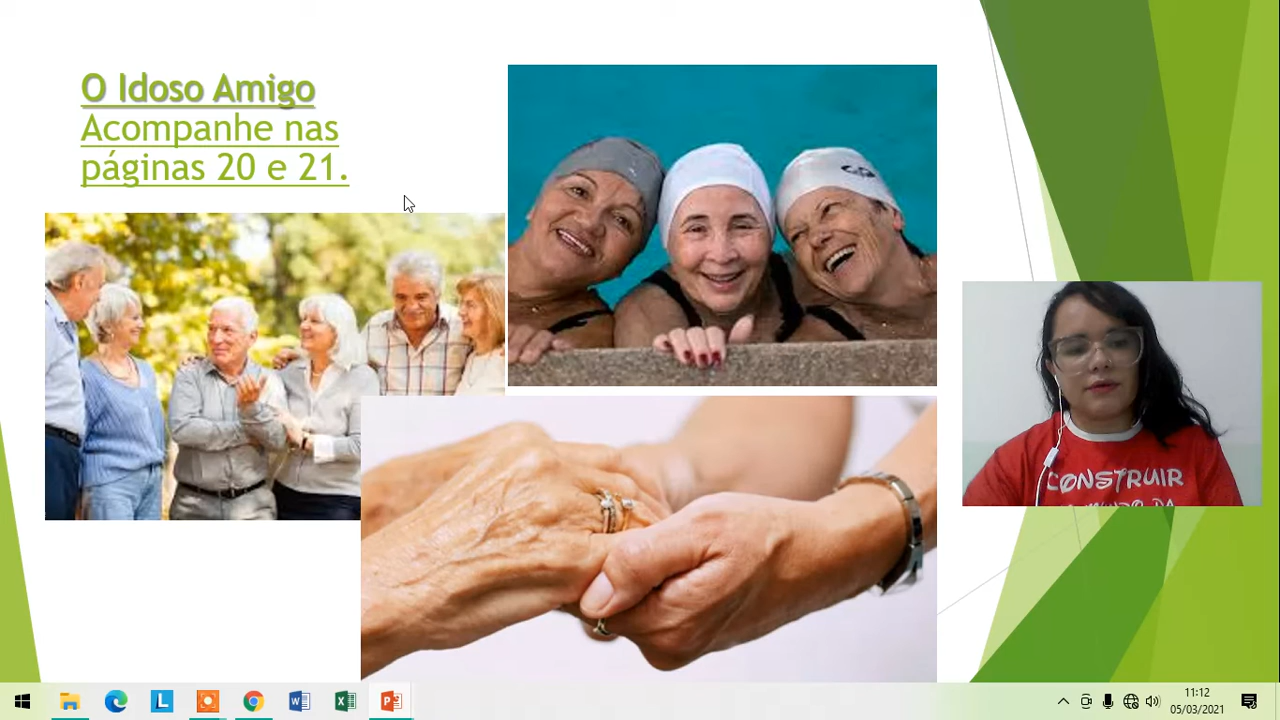 O Idoso Amigo
Acompanhe nas
páginas 20 e 21.
CONSTRUIR
11:12
05/03/2021